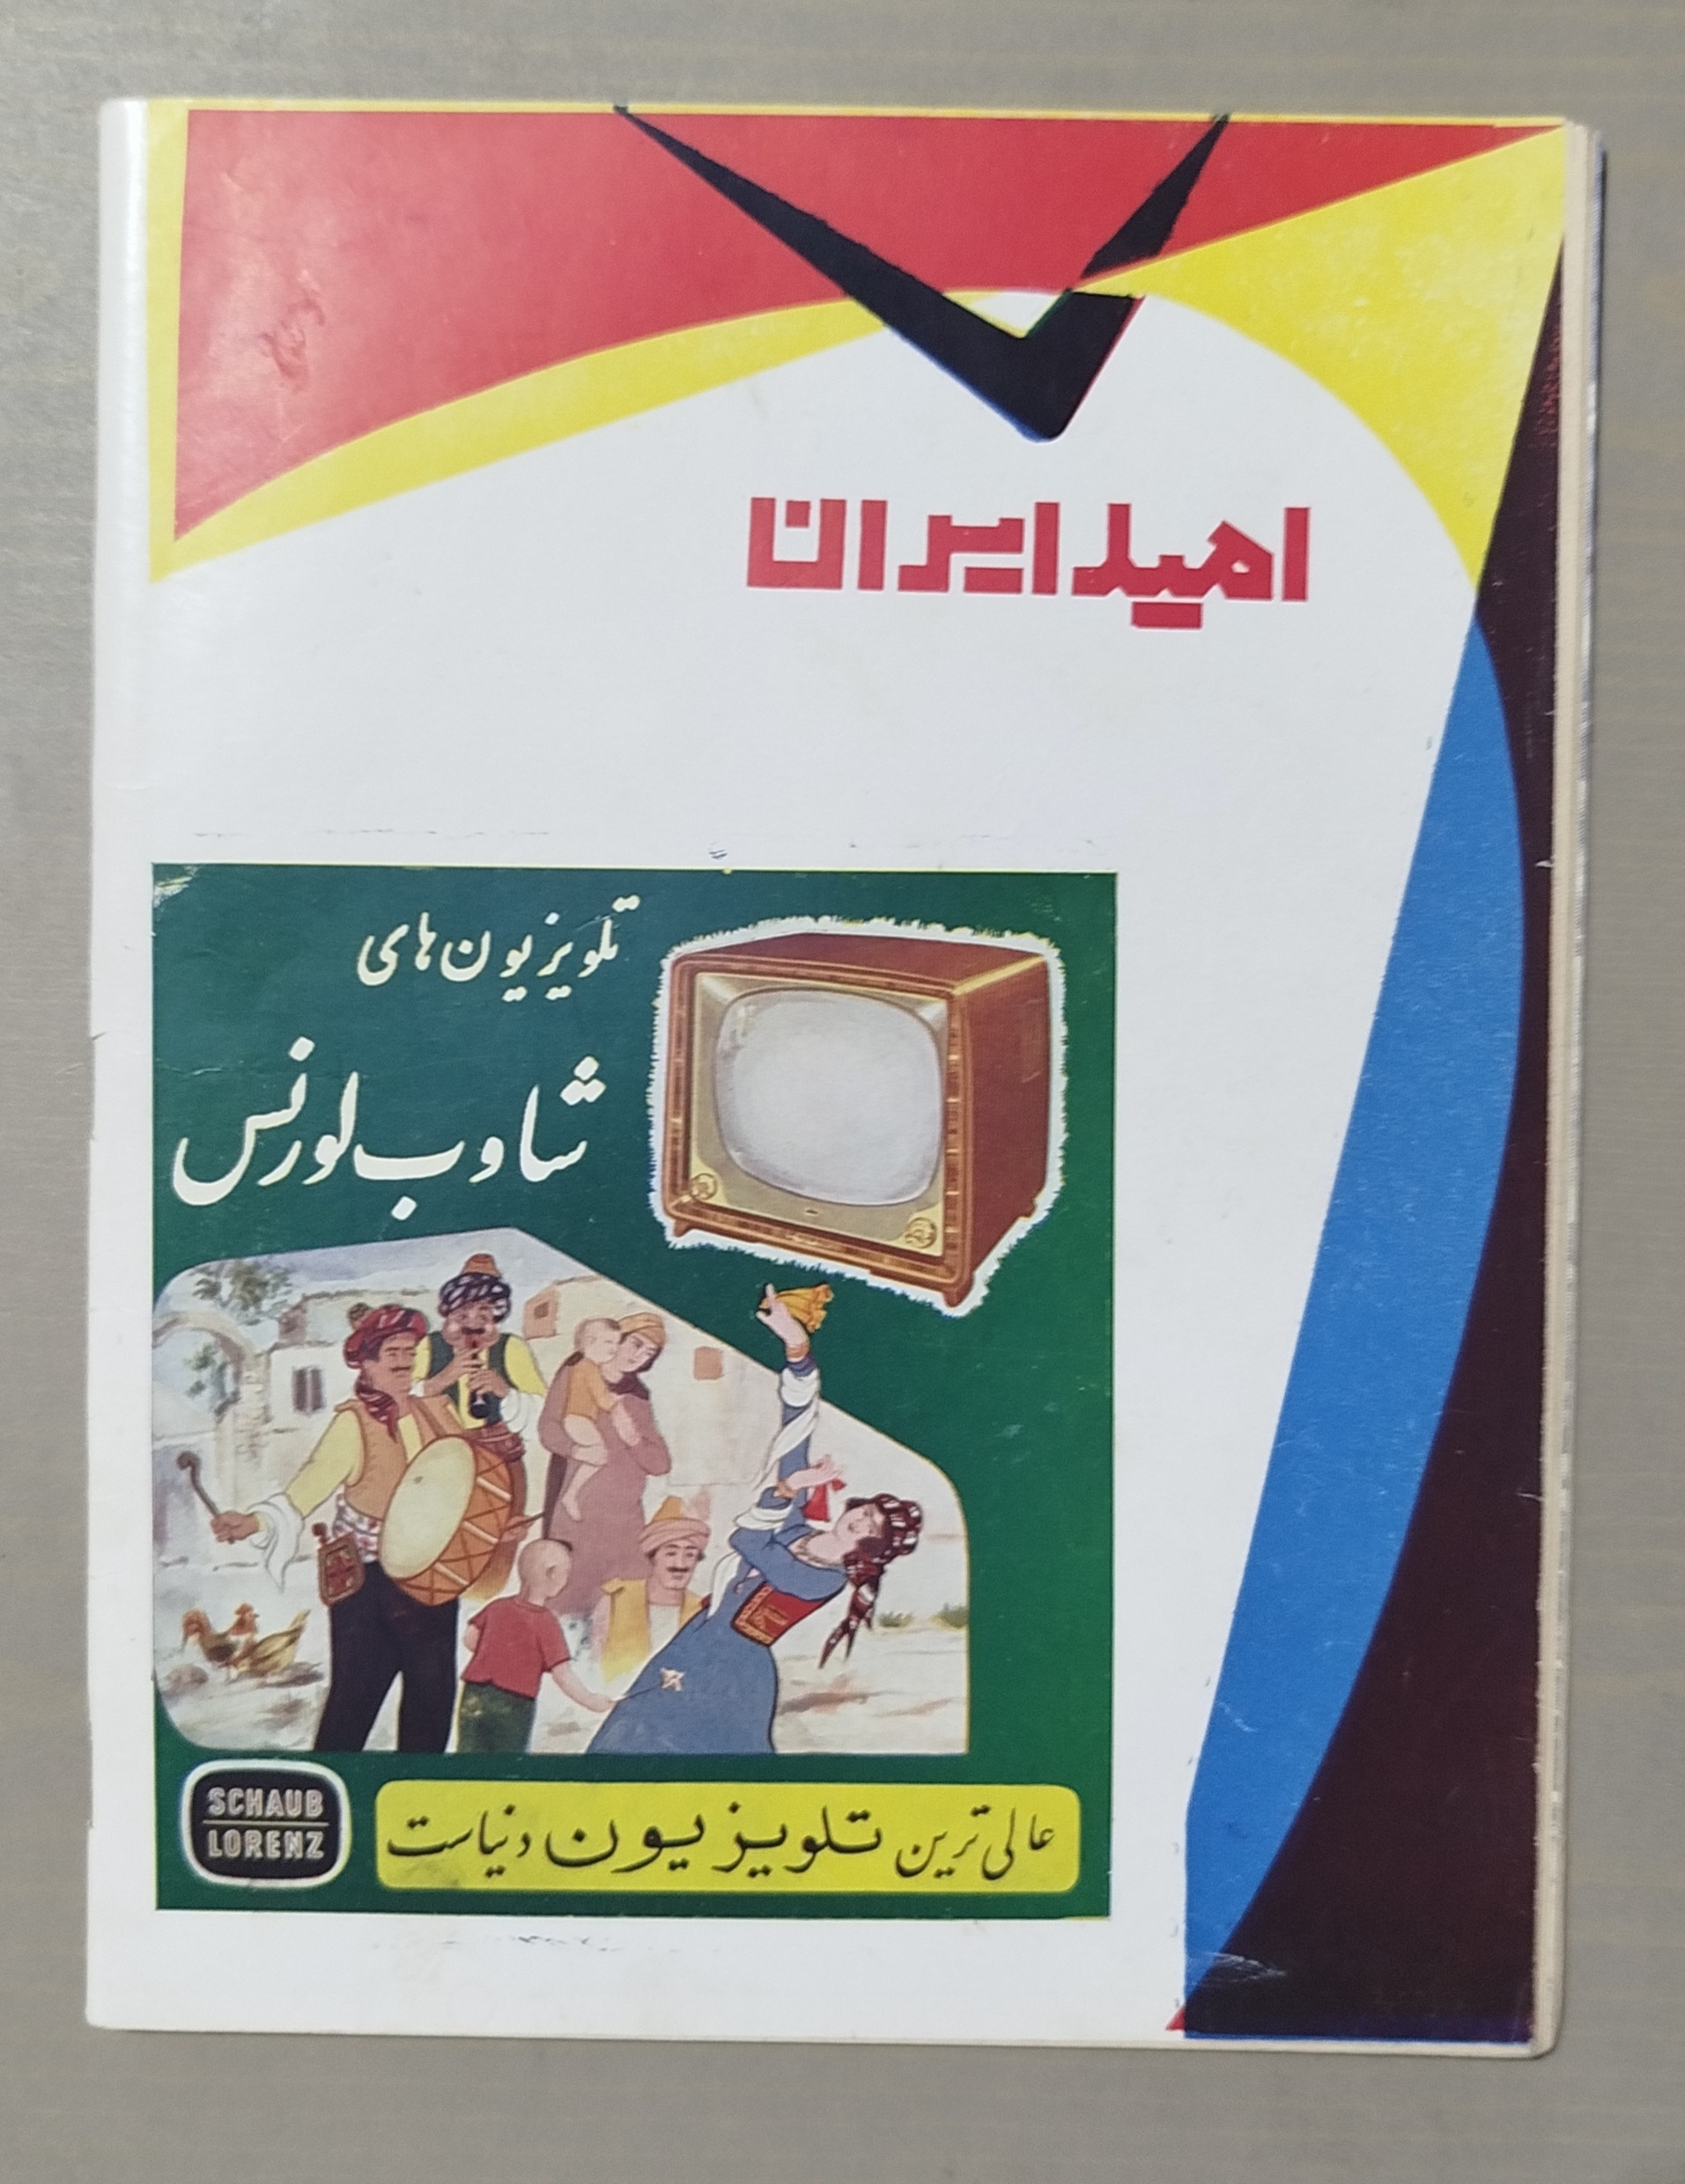 امید ایران
تلویزیون های
شاوب لورنس
SCHAUB
LORENZ
عالی ترین تلویزیون دنیاست